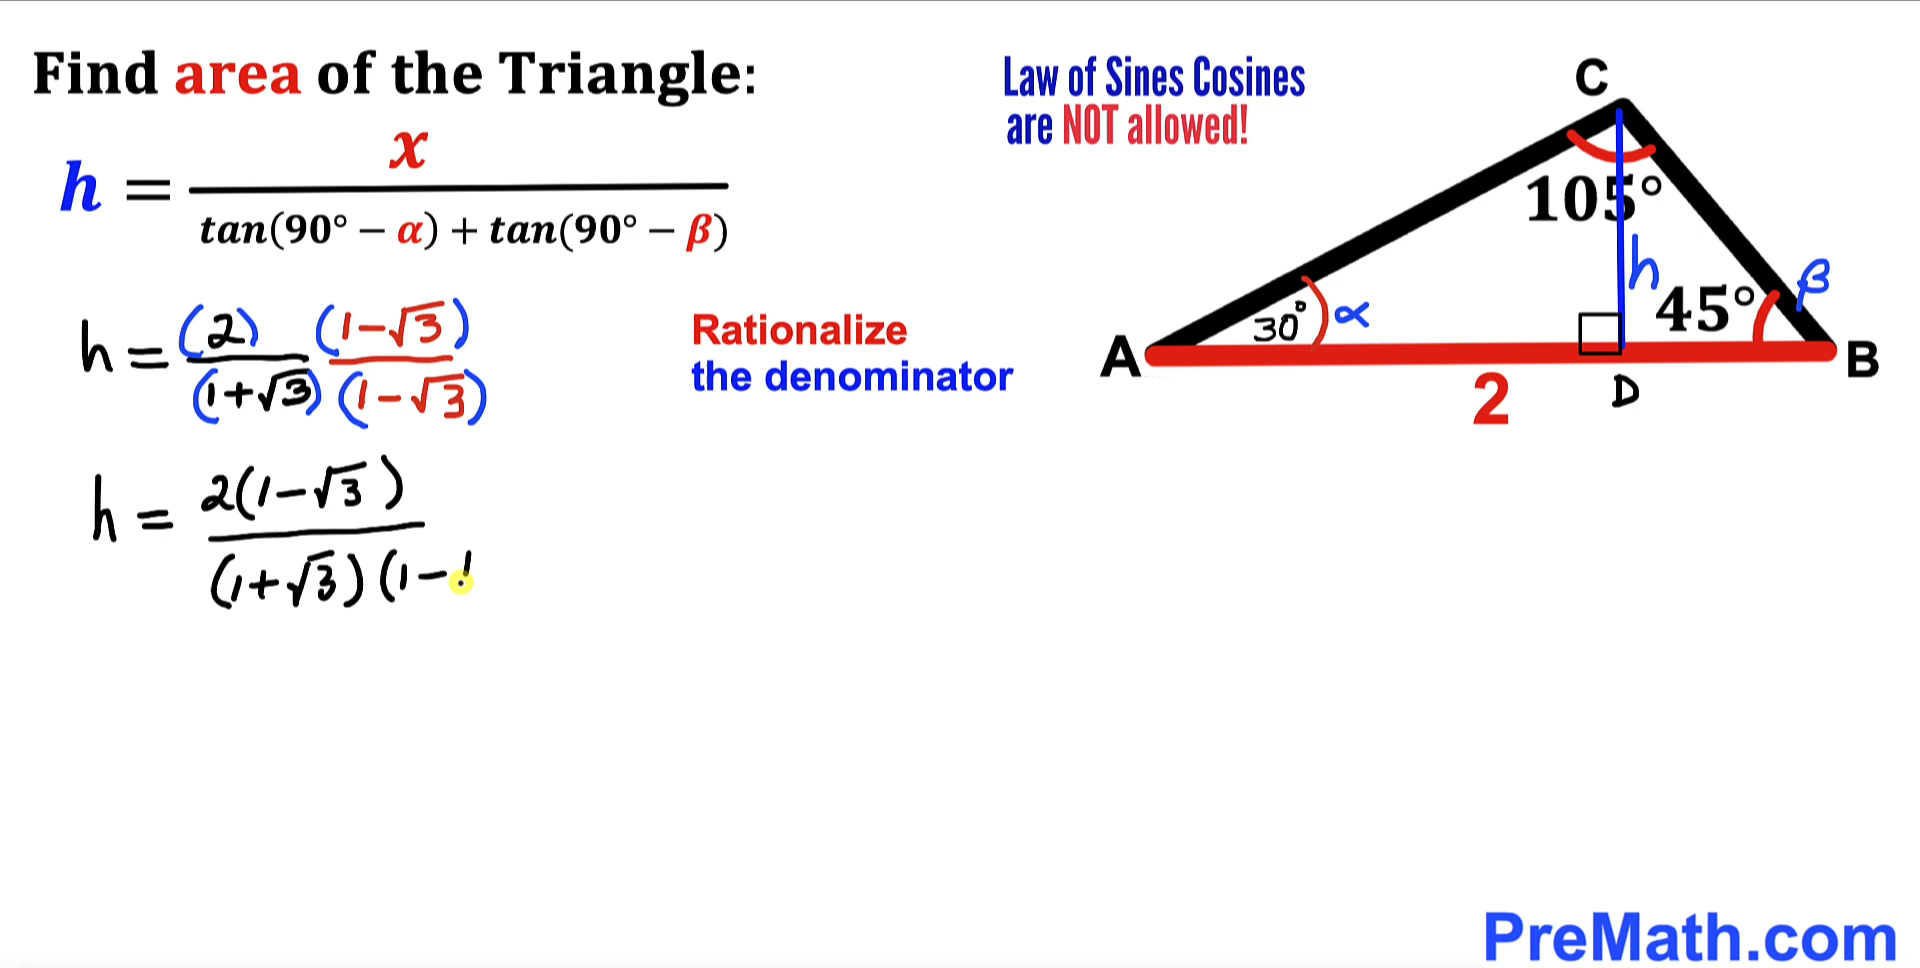 Find area of the Triangle:
h = x / tan(90° − α) + tan(90° − β)
h = (2) (1−√3) / (1+√3) (1−√3)
h = 2(1−√3) / (1+√3) (1−
Law of Sines Cosines
are NOT allowed!
Rationalize
the denominator
C
105°
h
β
45°
30° α
A
B
2
D
PreMath.com